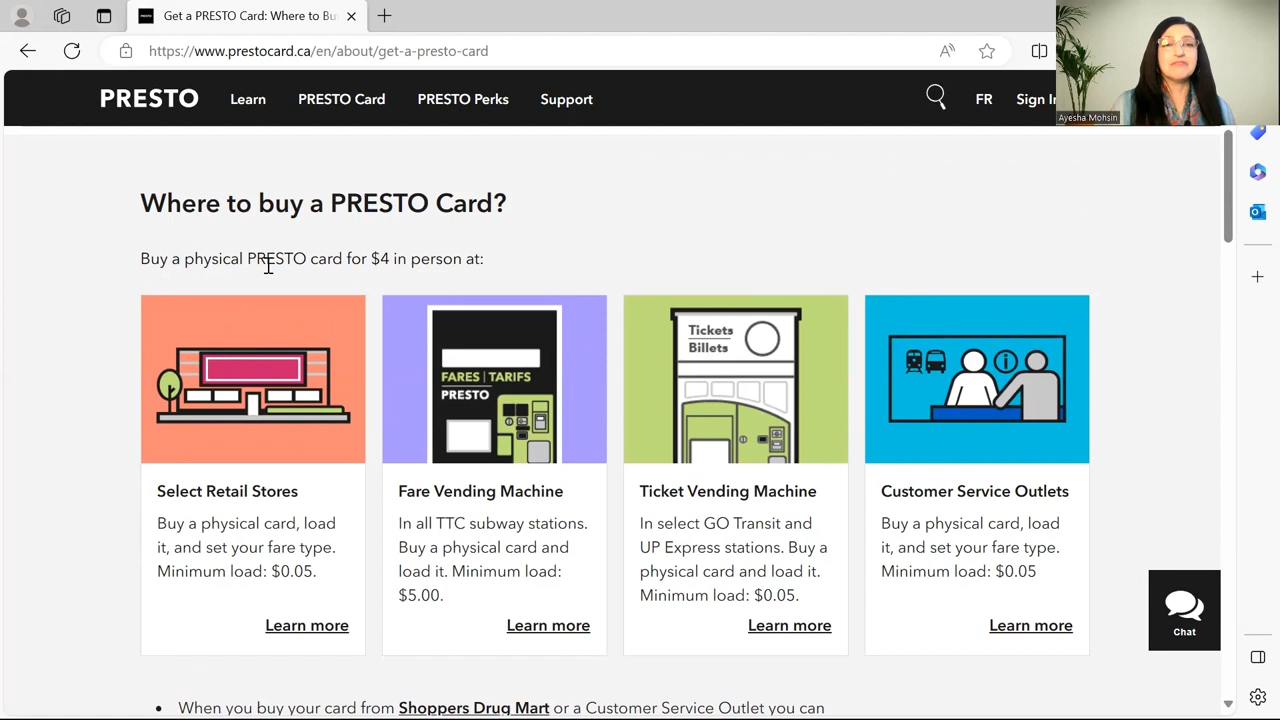 Get a PRESTO Card: Where to Bu
https://www.prestocard.ca/en/about/get-a-presto-card
PRESTO
Learn
PRESTO Card
PRESTO Perks
Support
FR
Sign In
Ayesha Mohsin
Where to buy a PRESTO Card?
Buy a physical PRESTO card for $4 in person at:
FARES | TARIFS
PRESTO
Tickets
Billets
Select Retail Stores
Buy a physical card, load
it, and set your fare type.
Minimum load: $0.05.
Learn more
Fare Vending Machine
In all TTC subway stations.
Buy a physical card and
load it. Minimum load:
$5.00.
Learn more
Ticket Vending Machine
In select GO Transit and
UP Express stations. Buy a
physical card and load it.
Minimum load: $0.05.
Learn more
Customer Service Outlets
Buy a physical card, load
it, and set your fare type.
Minimum load: $0.05
Learn more
Chat
• When you buy your card from Shoppers Drug Mart or a Customer Service Outlet you can